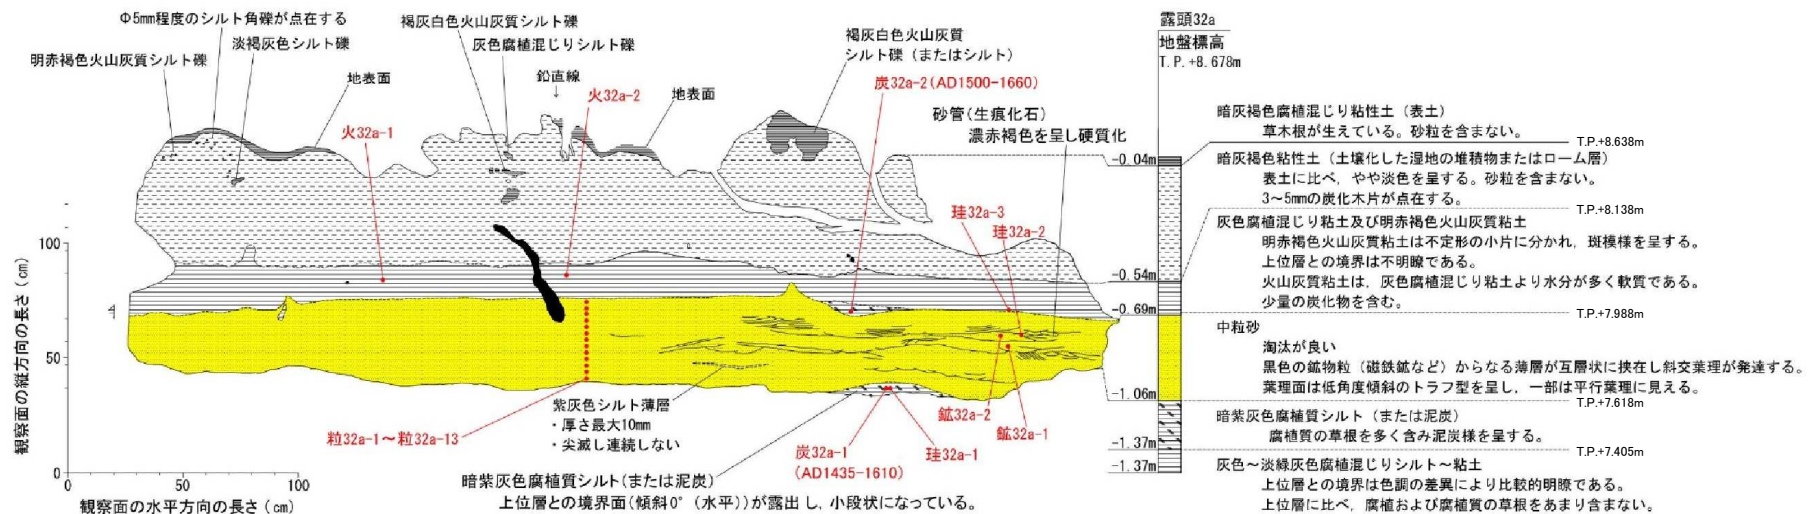 Φ5mm程度のシルト角礫が点在する
淡褐灰色シルト礫
明赤褐色火山灰質シルト礫
地表面
褐灰白色火山灰質シルト礫
灰色腐植混じりシルト礫
鉛直線
火32a-2
地表面
火32a-1
褐灰白色火山灰質
シルト礫（またはシルト）
炭32a-2(AD1500-1660)
砂管(生痕化石)
濃赤褐色を呈し硬質化
珪32a-3
珪32a-2
鉱32a-2
鉱32a-1
紫灰色シルト薄層
・厚さ最大10mm
・尖滅し連続しない
粒32a-1～粒32a-13
炭32a-1
(AD1435-1610)
珪32a-1
暗紫灰色腐植質シルト(または泥炭)
上位層との境界面(傾斜0°（水平))が露出し、小段状になっている。
観察面の縦方向の長さ（cm）
100
50
0
0
50
100
観察面の水平方向の長さ（cm）
露頭32a
地盤標高
T.P.+8.678m
-0.04m
-0.54m
-0.69m
-1.06m
-1.37m
-1.37m
暗灰褐色腐植混じり粘性土（表土）
草木根が生えている。砂粒を含まない。
T.P.+8.638m
暗灰褐色粘性土（土壌化した湿地の堆積物またはローム層）
表土に比べ，やや淡色を呈する。砂粒を含まない。
3～5mmの炭化木片が点在する。
T.P.+8.138m
灰色腐植混じり粘土及び明赤褐色火山灰質粘土
明赤褐色火山灰質粘土は不定形の小片に分かれ，斑模様を呈する。
上位層との境界は不明瞭である。
火山灰質粘土は，灰色腐植混じり粘土より水分が多く軟質である。
少量の炭化物を含む。
T.P.+7.988m
中粒砂
淘汰が良い
黒色の鉱物粒（磁鉄鉱など）からなる薄層が互層状に挟在し斜交葉理が発達する。
葉理面は低角度傾斜のトラフ型を呈し，一部は平行葉理に見える。
T.P.+7.618m
暗紫灰色腐植質シルト（または泥炭）
腐植質の草根を多く含み泥炭様を呈する。
T.P.+7.405m
灰色～淡緑灰色腐植混じりシルト～粘土
上位層との境界は色調の差異により比較的明瞭である。
上位層に比べ，腐植および腐植質の草根をあまり含まない。